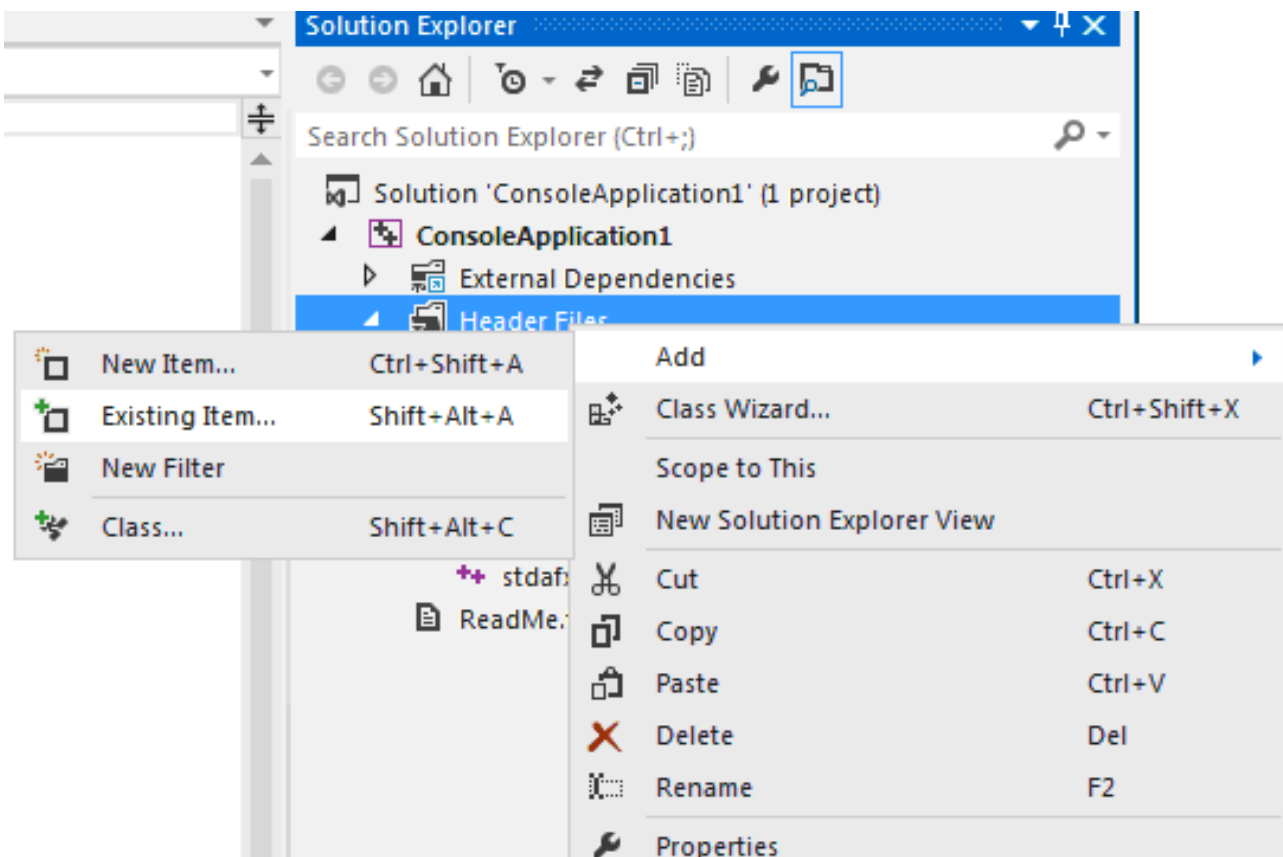 Solution Explorer
Search Solution Explorer (Ctrl+;)
Solution 'ConsoleApplication1' (1 project)
ConsoleApplication1
External Dependencies
Header Files
New Item... Ctrl+Shift+A
Existing Item... Shift+Alt+A
New Filter
Class... Shift+Alt+C
Add
Class Wizard... Ctrl+Shift+X
Scope to This
New Solution Explorer View
Cut Ctrl+X
Copy Ctrl+C
Paste Ctrl+V
Delete Del
Rename F2
Properties
stdaf
ReadMe.